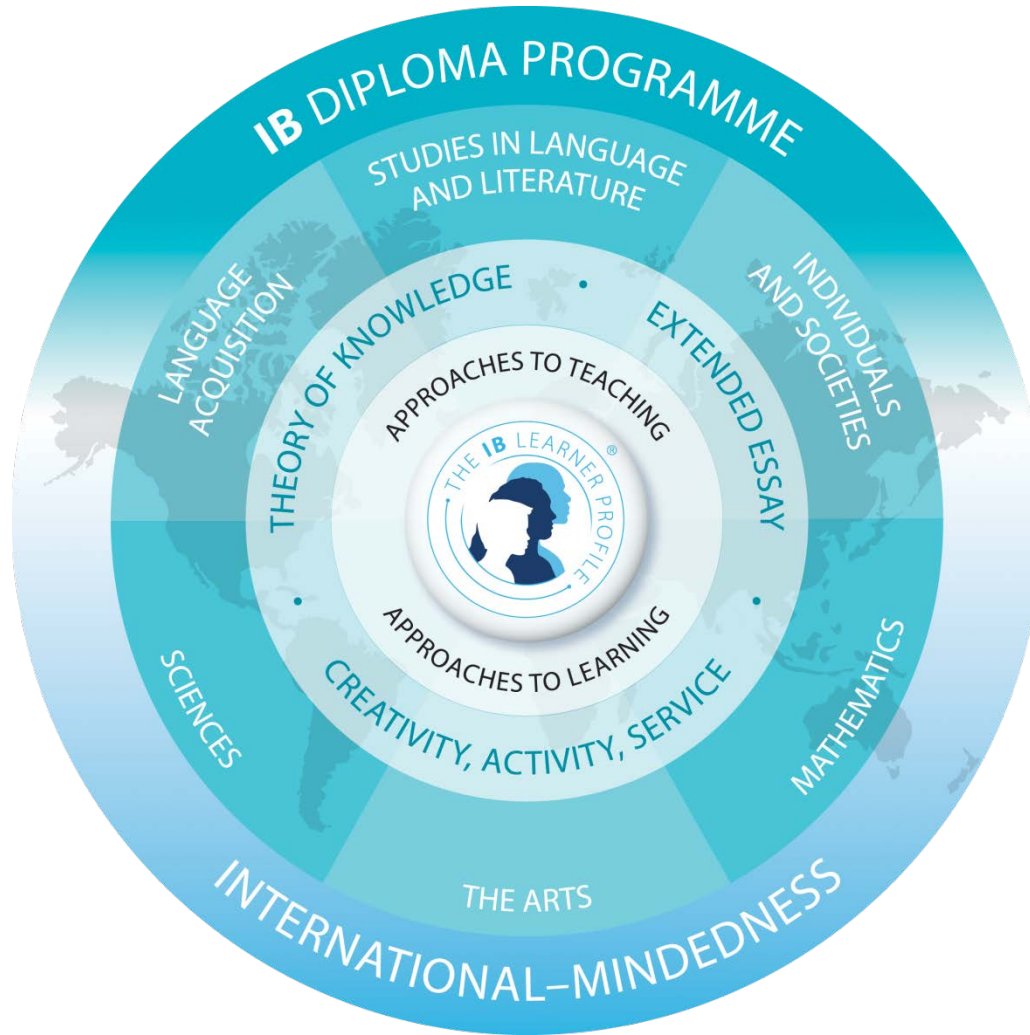 IB DIPLOMA PROGRAMME
STUDIES IN LANGUAGE
AND LITERATURE
LANGUAGE
ACQUISITION
INDIVIDUALS
AND SOCIETIES
THEORY OF KNOWLEDGE
•
EXTENDED ESSAY
•
APPROACHES TO TEACHING
• THE IB LEARNER PROFILE •
®
APPROACHES TO LEARNING
•
CREATIVITY, ACTIVITY, SERVICE
SCIENCES
MATHEMATICS
THE ARTS
INTERNATIONAL–MINDEDNESS